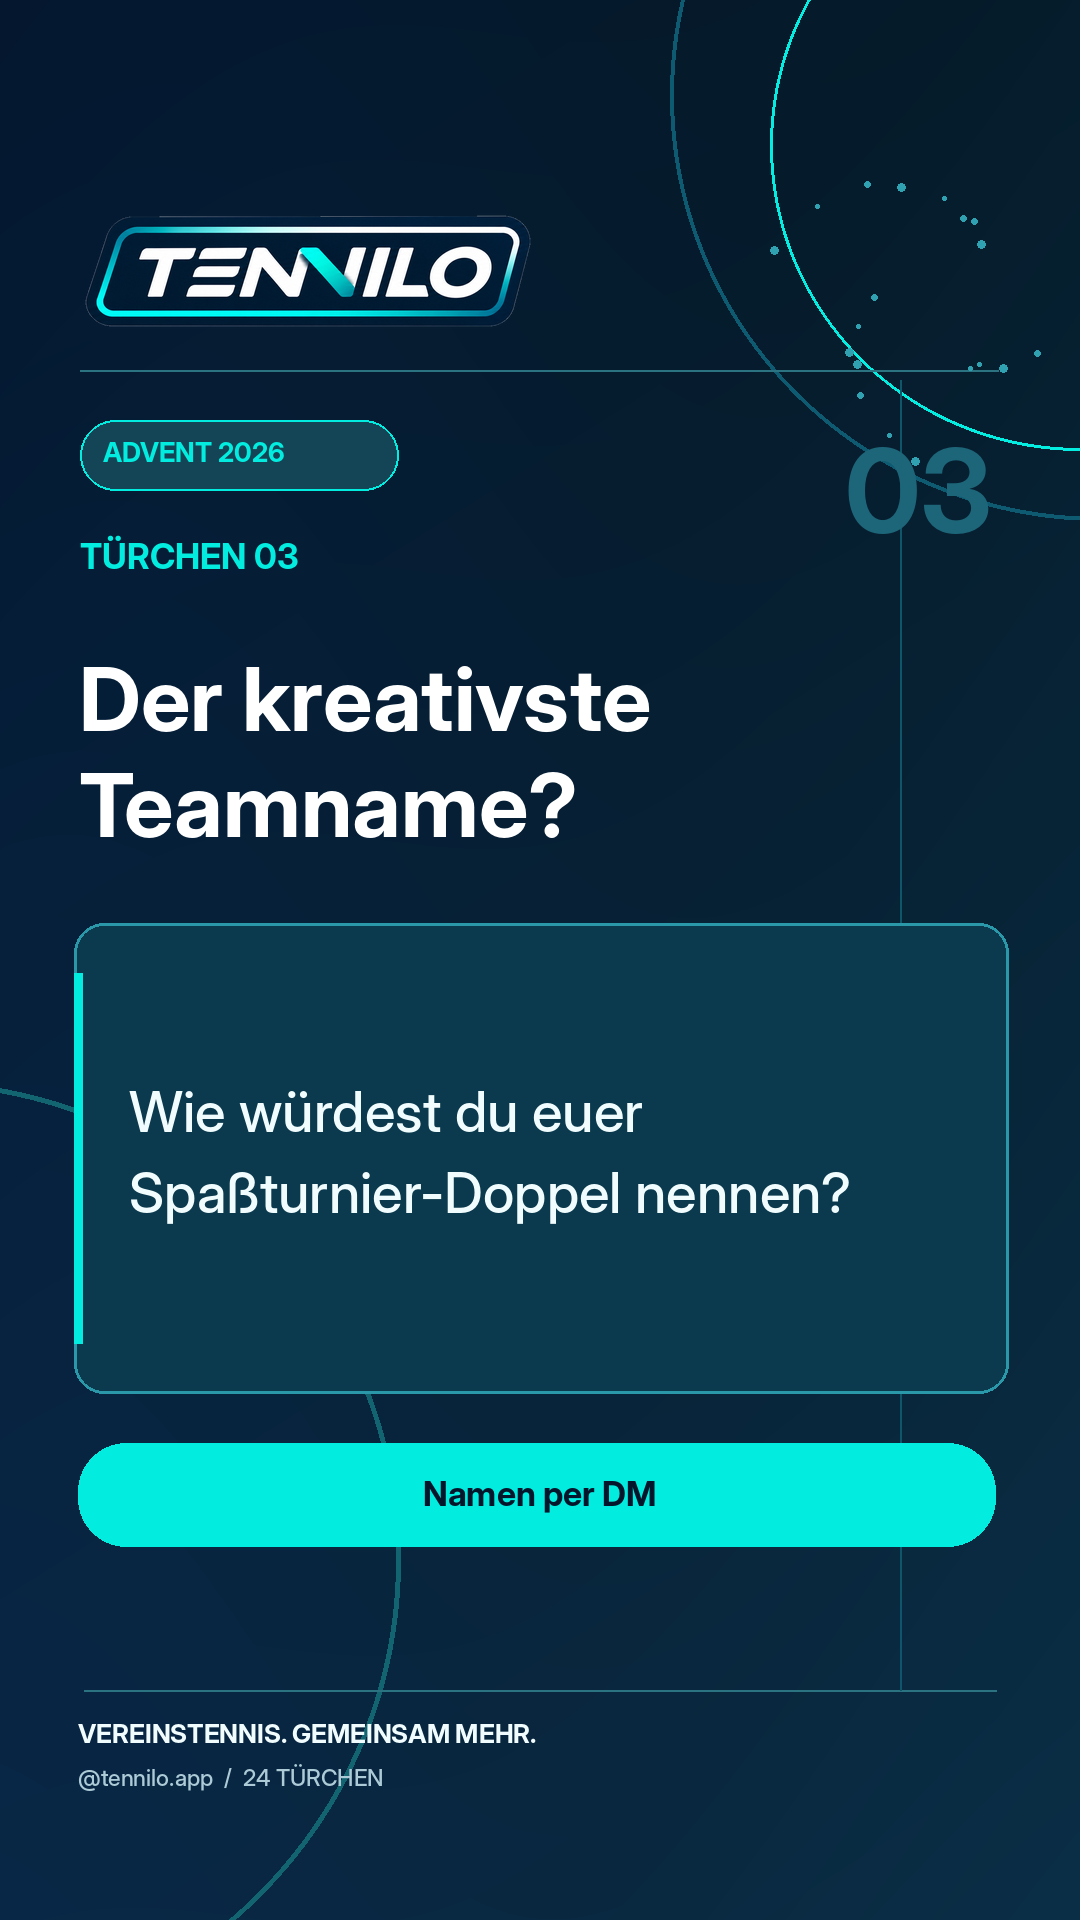 TENNILO
ADVENT 2026
03
TÜRCHEN 03
Der kreativste
Teamname?
Wie würdest du euer
Spaßturnier-Doppel nennen?
Namen per DM
VEREINSTENNIS. GEMEINSAM MEHR.
@tennilo.app / 24 TÜRCHEN